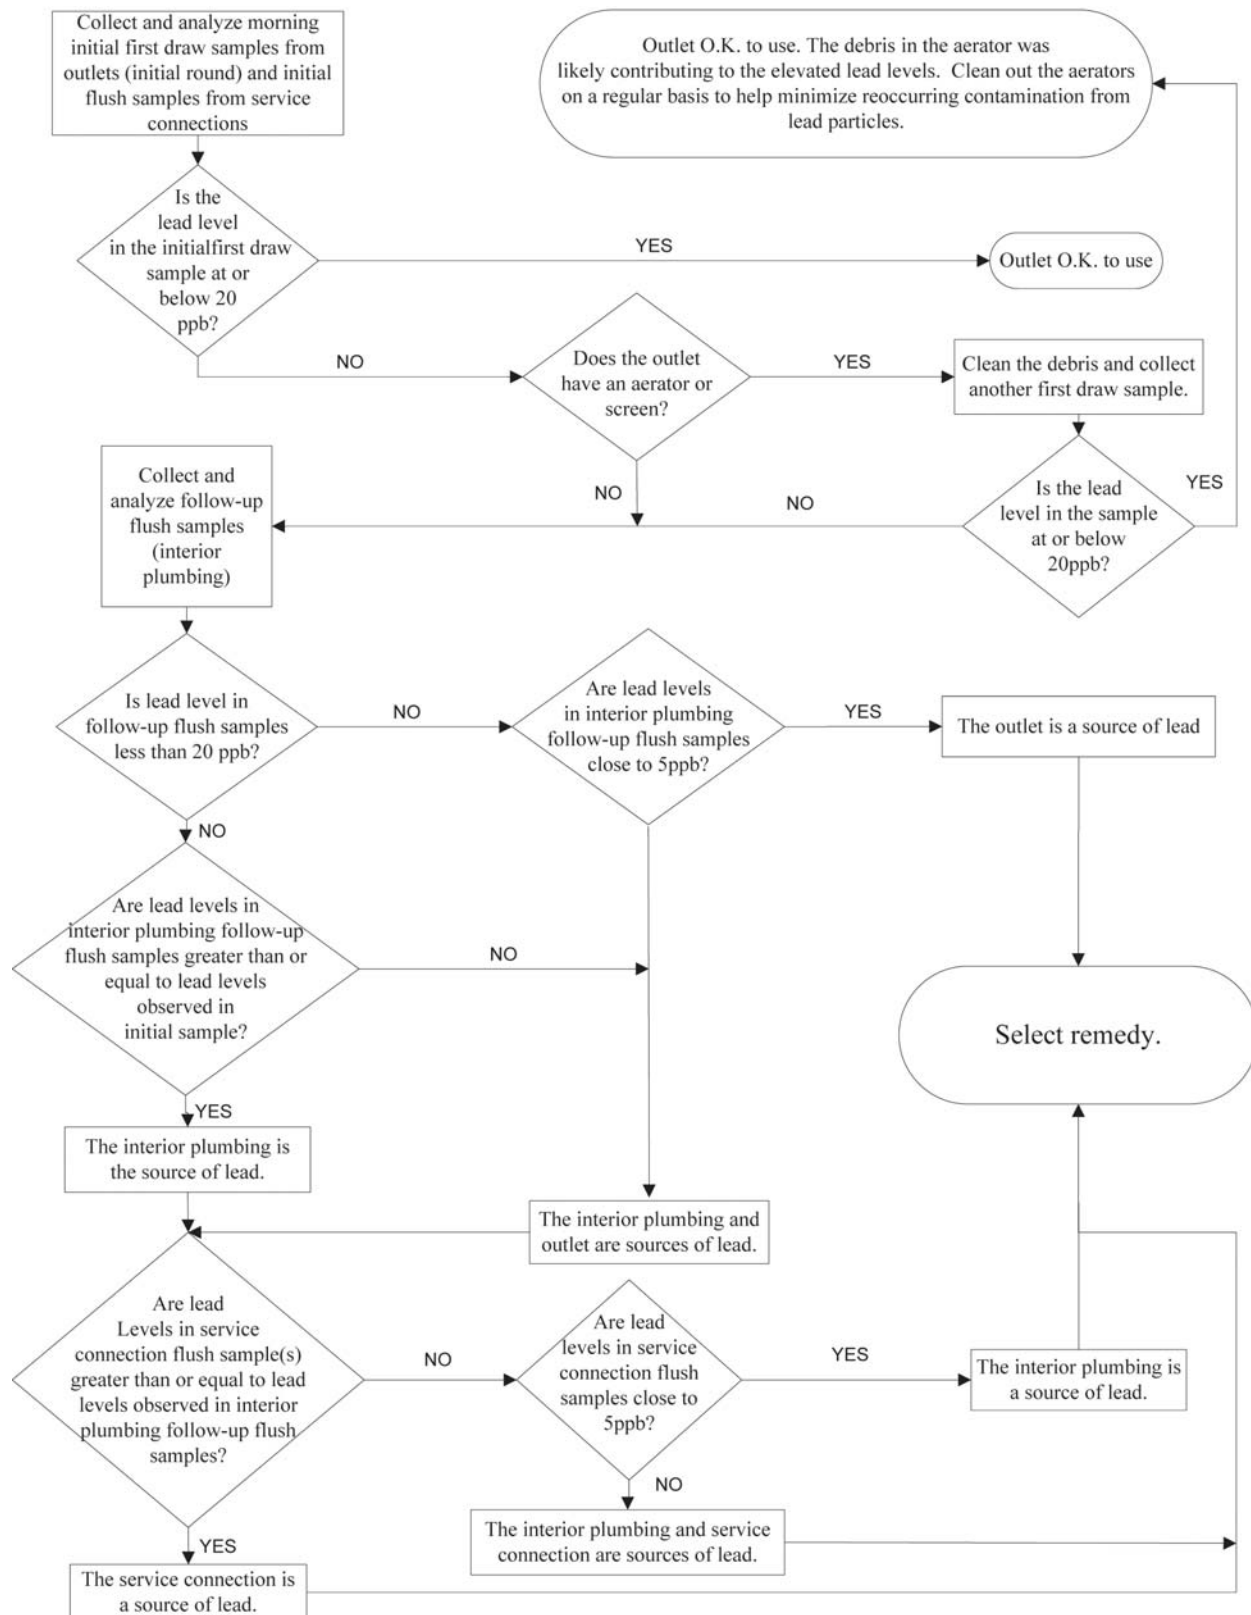 Collect and analyze morning
initial first draw samples from
outlets (initial round) and initial
flush samples from service
connections
Outlet O.K. to use. The debris in the aerator was
likely contributing to the elevated lead levels. Clean out the aerators
on a regular basis to help minimize reoccurring contamination from
lead particles.
Is the
lead level
in the initialfirst draw
sample at or
below 20
ppb?
YES
Outlet O.K. to use
NO
Does the outlet
have an aerator or
screen?
YES
Clean the debris and collect
another first draw sample.
NO
Is the lead
level in the sample
at or below
20ppb?
YES
NO
Collect and
analyze follow-up
flush samples
(interior
plumbing)
Is lead level in
follow-up flush samples
less than 20 ppb?
NO
Are lead levels
in interior plumbing
follow-up flush samples
close to 5ppb?
YES
The outlet is a source of lead
NO
Are lead levels in
interior plumbing follow-up
flush samples greater than or
equal to lead levels
observed in
initial sample?
NO
Select remedy.
YES
The interior plumbing is
the source of lead.
The interior plumbing and
outlet are sources of lead.
Are lead
Levels in service
connection flush sample(s)
greater than or equal to lead
levels observed in interior
plumbing follow-up flush
samples?
NO
Are lead
levels in service
connection flush
samples close to
5ppb?
YES
The interior plumbing is
a source of lead.
NO
The interior plumbing and service
connection are sources of lead.
YES
The service connection is
a source of lead.